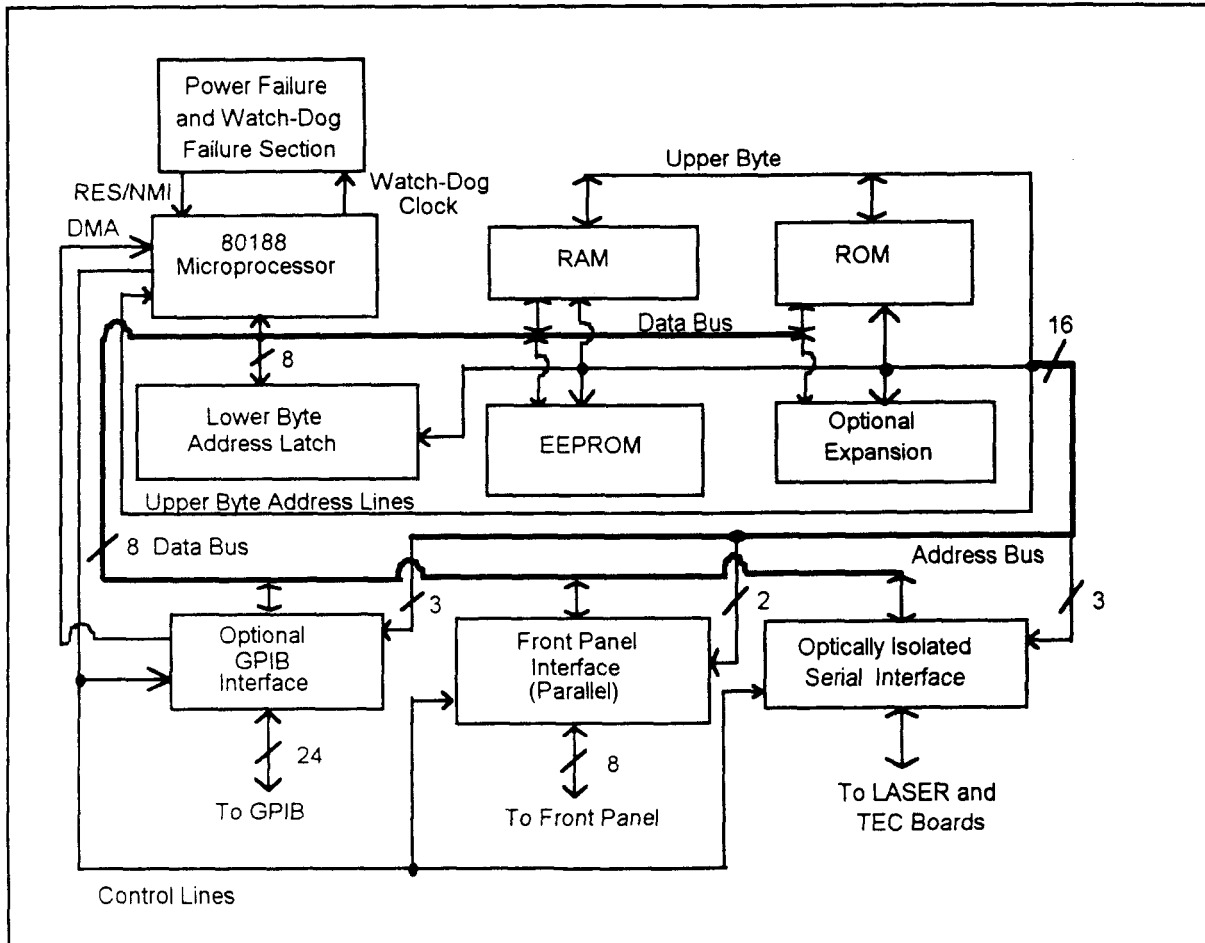 Power Failure
and Watch-Dog
Failure Section
RES/NMI
Watch-Dog
Clock
DMA
80188
Microprocessor
Upper Byte
RAM
ROM
Data Bus
16
8
Lower Byte
Address Latch
EEPROM
Optional
Expansion
Upper Byte Address Lines
8 Data Bus
Address Bus
3
2
3
Optional
GPIB
Interface
Front Panel
Interface
(Parallel)
Optically Isolated
Serial Interface
24
8
To GPIB
To Front Panel
To LASER and
TEC Boards
Control Lines